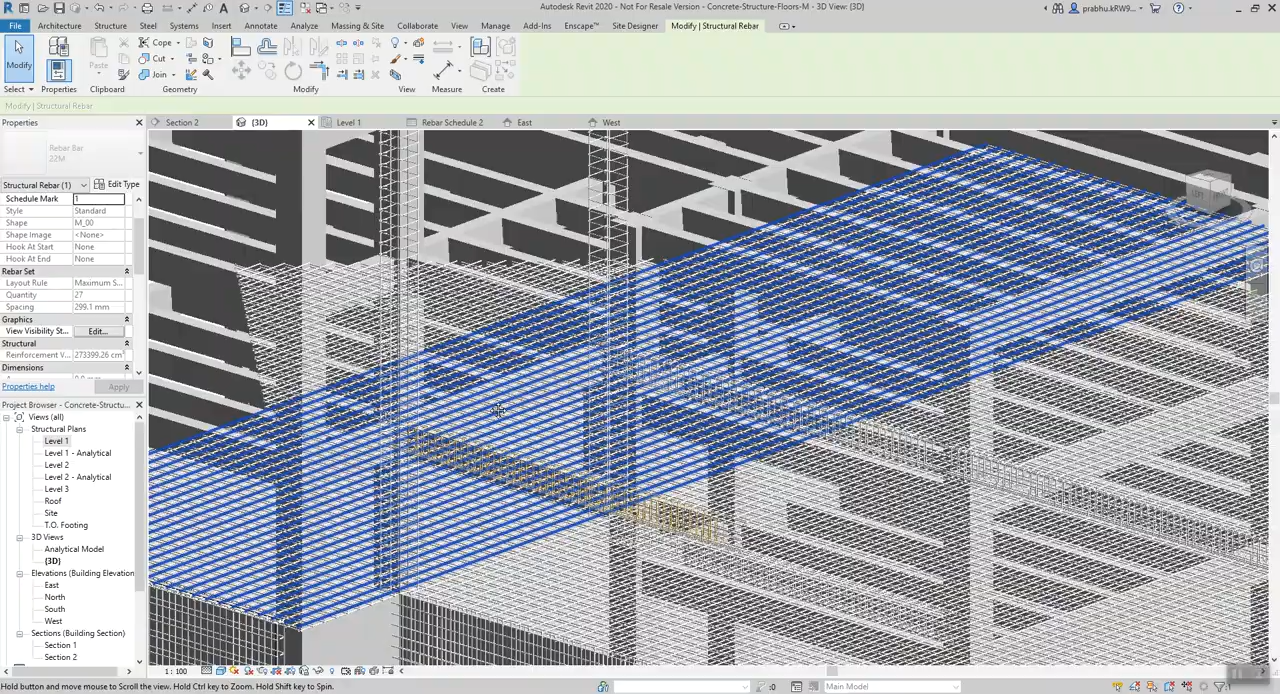 Autodesk Revit 2020 - Not For Resale Version - Concrete-Structure-Floors-M - 3D View: {3D}
prabhu.kRW9...
File Architecture Structure Steel Systems Insert Annotate Analyze Massing & Site Collaborate View Manage Add-Ins Enscape™ Site Designer Modify | Structural Rebar
Modify
Paste
Cope
Cut
Join
Select Properties Clipboard Geometry Modify View Measure Create
Modify | Structural Rebar
Properties
Section 2 {3D} Level 1 Rebar Schedule 2 East West
Rebar Bar
22M
Structural Rebar (1) Edit Type
Schedule Mark 1
Style Standard
Shape M_00
Shape Image <None>
Hook At Start None
Hook At End None
Rebar Set
Layout Rule Maximum S...
Quantity 27
Spacing 299.1 mm
Graphics
View Visibility St... Edit...
Structural
Reinforcement V... 273399.26 cm³
Dimensions
Properties help Apply
Project Browser - Concrete-Structu...
Views (all)
Structural Plans
Level 1
Level 1 - Analytical
Level 2
Level 2 - Analytical
Level 3
Roof
Site
T.O. Footing
3D Views
Analytical Model
{3D}
Elevations (Building Elevation
East
North
South
West
Sections (Building Section)
Section 1
Section 2
1 : 100
Hold button and move mouse to Scroll the view. Hold Ctrl key to Zoom. Hold Shift key to Spin.
:0
Main Model